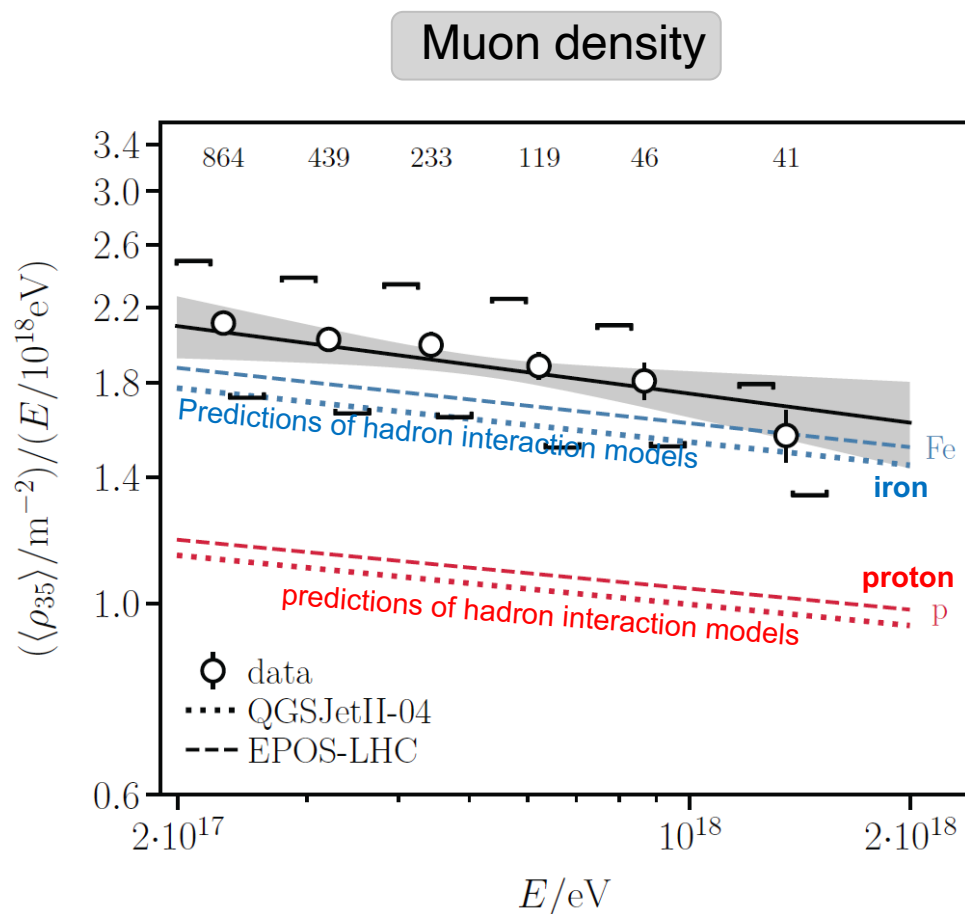 Muon density
3.4
3.0
2.6
2.2
1.8
1.4
1.0
0.6
864 439 233 119 46 41
(⟨ρ35⟩/m⁻²)/(E/10¹⁸eV)
Predictions of hadron interaction models
Fe
iron
proton
p
predictions of hadron interaction models
data
QGSJetII-04
EPOS-LHC
2·10¹⁷ 10¹⁸ 2·10¹⁸
E/eV